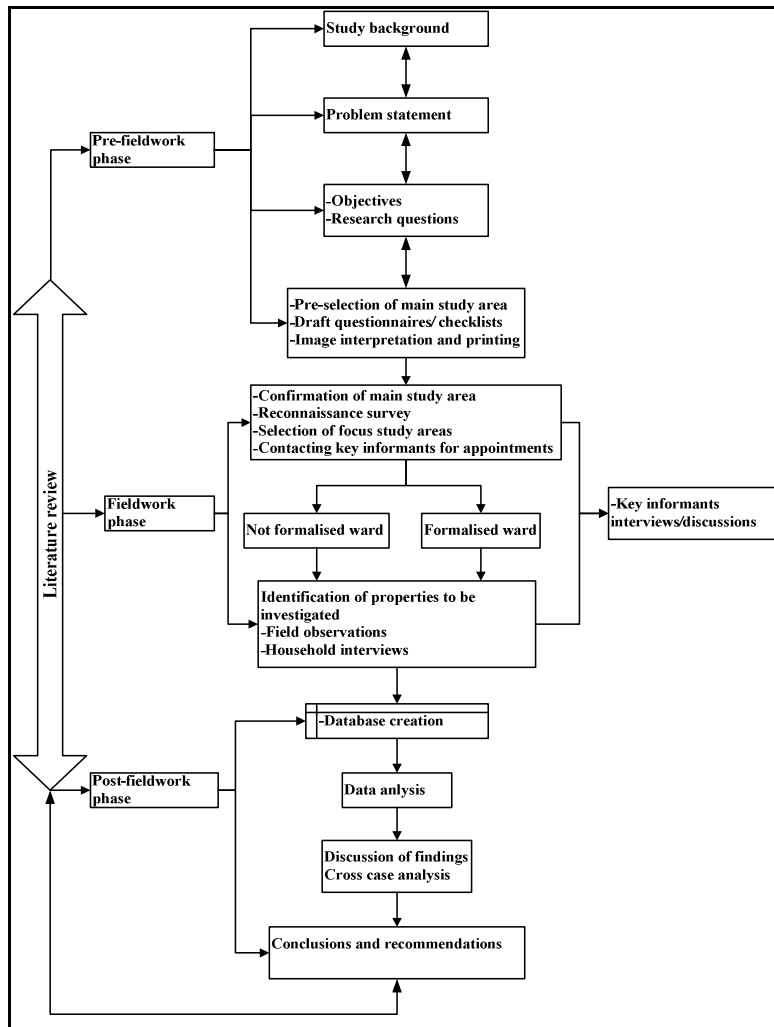 Study background
Problem statement
Pre-fieldwork
phase
-Objectives
-Research questions
-Pre-selection of main study area
-Draft questionnaires/ checklists
-Image interpretation and printing
-Confirmation of main study area
-Reconnaissance survey
-Selection of focus study areas
-Contacting key informants for appointments
Literature review
Fieldwork
phase
Not formalised ward
Formalised ward
-Key informants
interviews/discussions
Identification of properties to be
investigated
-Field observations
-Household interviews
-Database creation
Post-fieldwork
phase
Data anlysis
Discussion of findings
Cross case analysis
Conclusions and recommendations